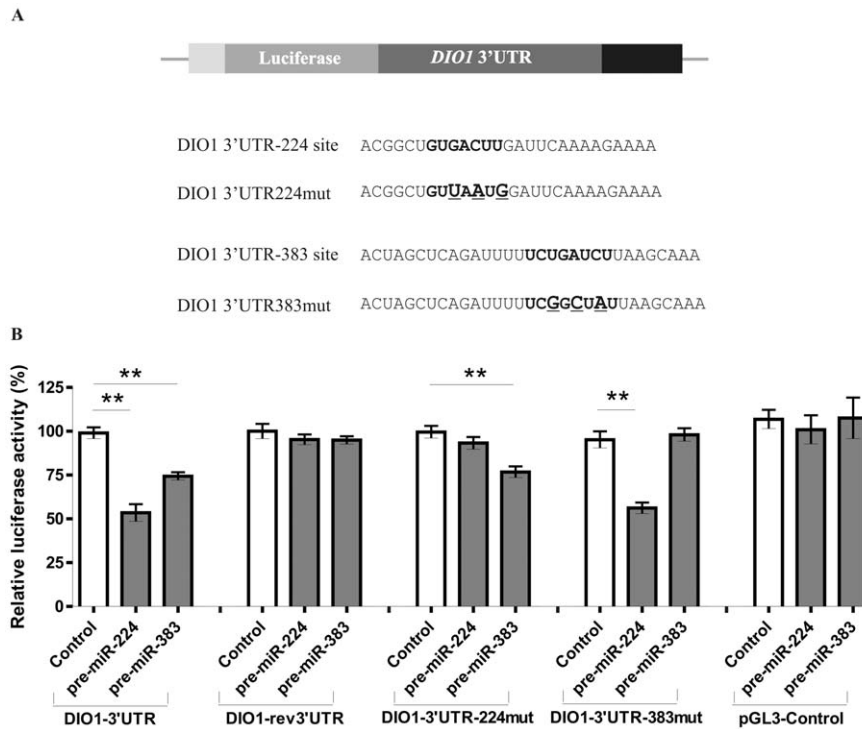 A
Luciferase DIO1 3'UTR
DIO1 3'UTR-224 site ACGGCUGUGACUUGAUUCAAAAGAAAA
DIO1 3'UTR224mut ACGGCUGUUAAUGGAUUCAAAAGAAAA
DIO1 3'UTR-383 site ACUAGCUCAGAUUUUUCUGAUCUUAAGCAAA
DIO1 3'UTR383mut ACUAGCUCAGAUUUUUCGGCUAUUAAGCAAA
B
Relative luciferase activity (%)
125
100
75
50
25
0
** ** ** **
Control pre-miR-224 pre-miR-383 Control pre-miR-224 pre-miR-383 Control pre-miR-224 pre-miR-383 Control pre-miR-224 pre-miR-383 Control pre-miR-224 pre-miR-383
DIO1-3'UTR DIO1-rev3'UTR DIO1-3'UTR-224mut DIO1-3'UTR-383mut pGL3-Control